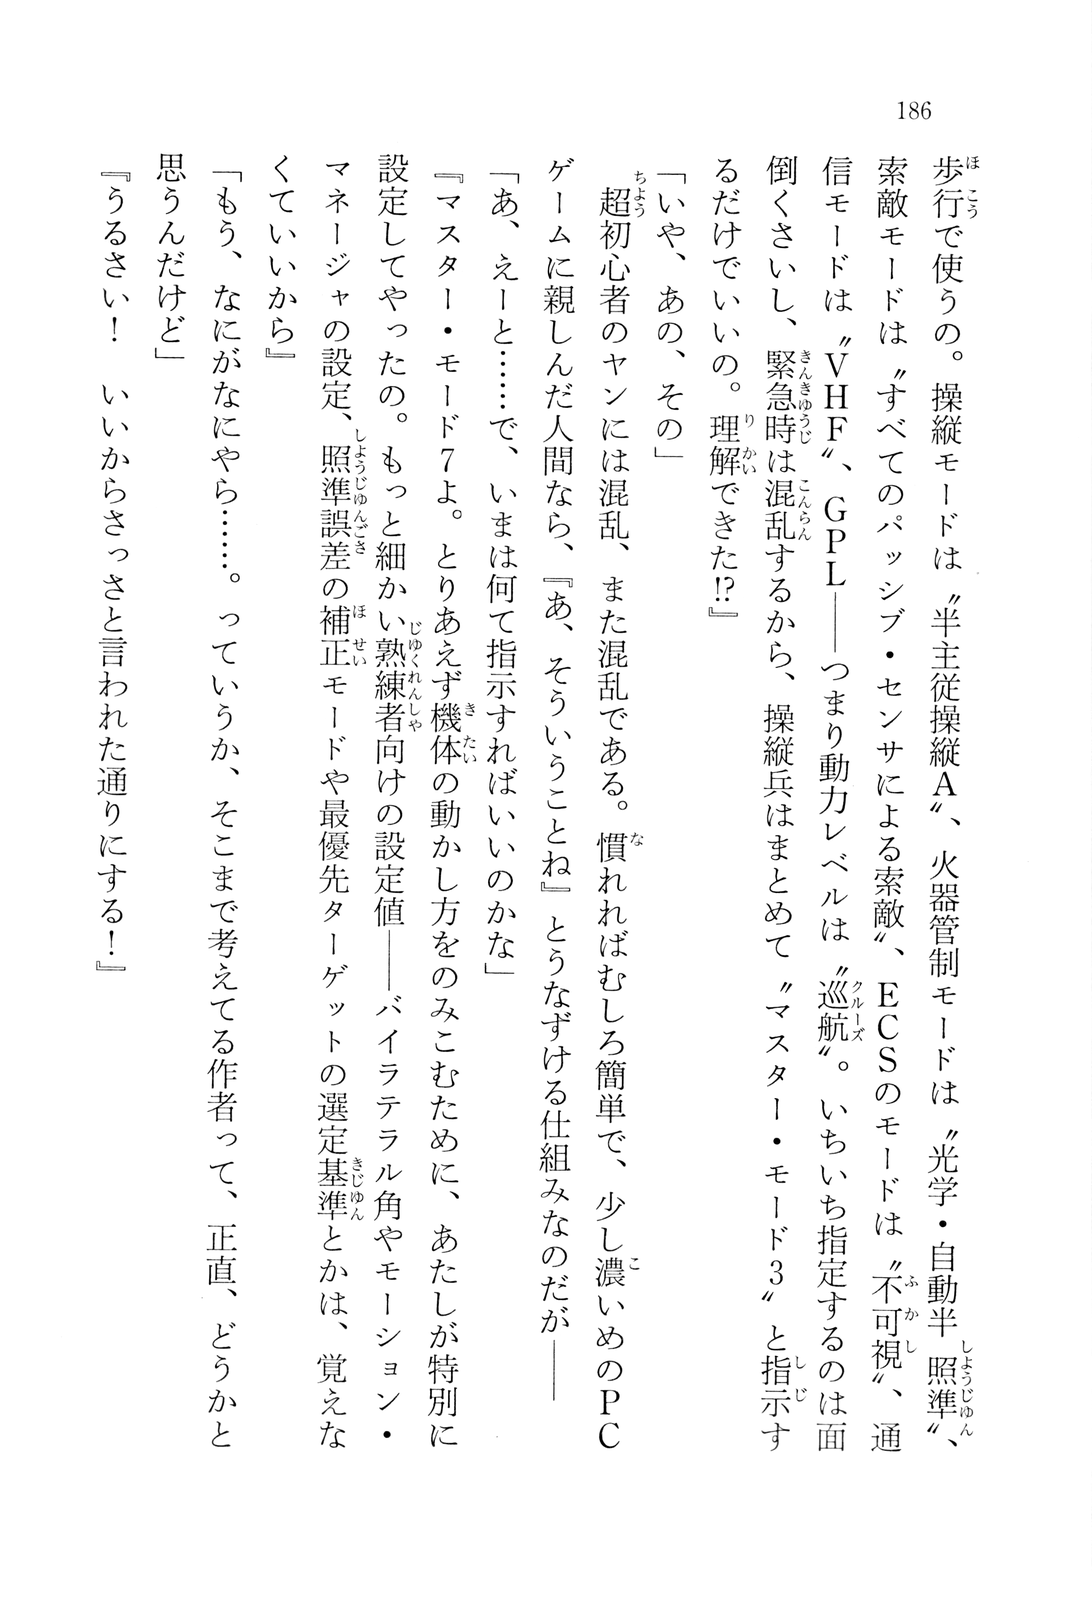 186
歩行で使うの。操縦モードは〝半主従操縦A〟、火器管制モードは〝光学・自動半照準〟、
索敵モードは〝すべてのパッシブ・センサによる索敵〟、ECSのモードは〝不可視〟、通
信モードは〝VHF〟、GPL――つまり動力レベルは〝巡航〟。いちいち指定するのは面
倒くさいし、緊急時は混乱するから、操縦兵はまとめて〝マスター・モード3〟と指示す
るだけでいいの。理解できた!?』
「いや、あの、その」
　超初心者のヤンには混乱、また混乱である。慣れればむしろ簡単で、少し濃いめのPC
ゲームに親しんだ人間なら、『あ、そういうことね』とうなずける仕組みなのだが――
「あ、えーと……で、いまは何て指示すればいいのかな」
『マスター・モード7よ。とりあえず機体の動かし方をのみこむために、あたしが特別に
設定してやったの。もっと細かい熟練者向けの設定値――バイラテラル角やモーション・
マネージャの設定、照準誤差の補正モードや最優先ターゲットの選定基準とかは、覚えな
くていいから』
「もう、なにがなにやら……。っていうか、そこまで考えてる作者って、正直、どうかと
思うんだけど」
『うるさい！　いいからさっさと言われた通りにする！』